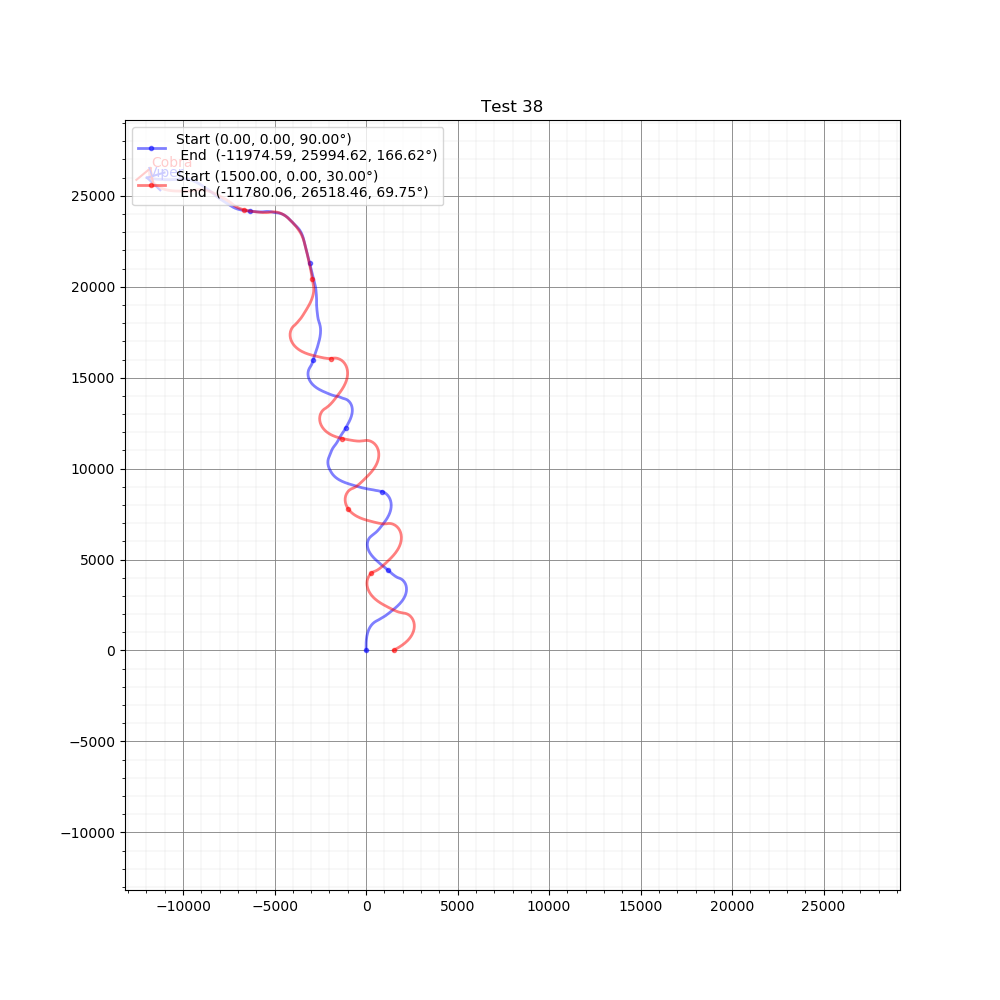 Test 38
Start (0.00, 0.00, 90.00°)
End  (-11974.59, 25994.62, 166.62°)
Start (1500.00, 0.00, 30.00°)
End  (-11780.06, 26518.46, 69.75°)
Cobra
Viper
25000
20000
15000
10000
5000
0
−5000
−10000
−10000 −5000 0 5000 10000 15000 20000 25000